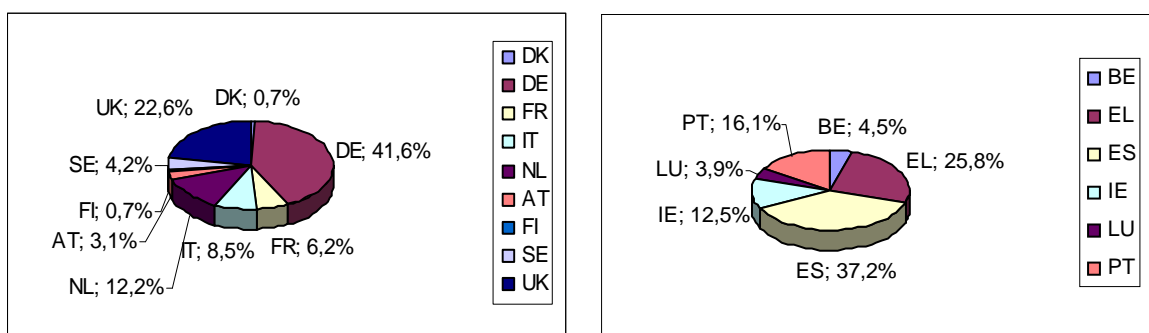 UK; 22,6%
DK; 0,7%
DE; 41,6%
SE; 4,2%
FI; 0,7%
AT; 3,1%
IT; 8,5%
FR; 6,2%
NL; 12,2%
DK
DE
FR
IT
NL
AT
FI
SE
UK
PT; 16,1%
BE; 4,5%
EL; 25,8%
LU; 3,9%
IE; 12,5%
ES; 37,2%
BE
EL
ES
IE
LU
PT